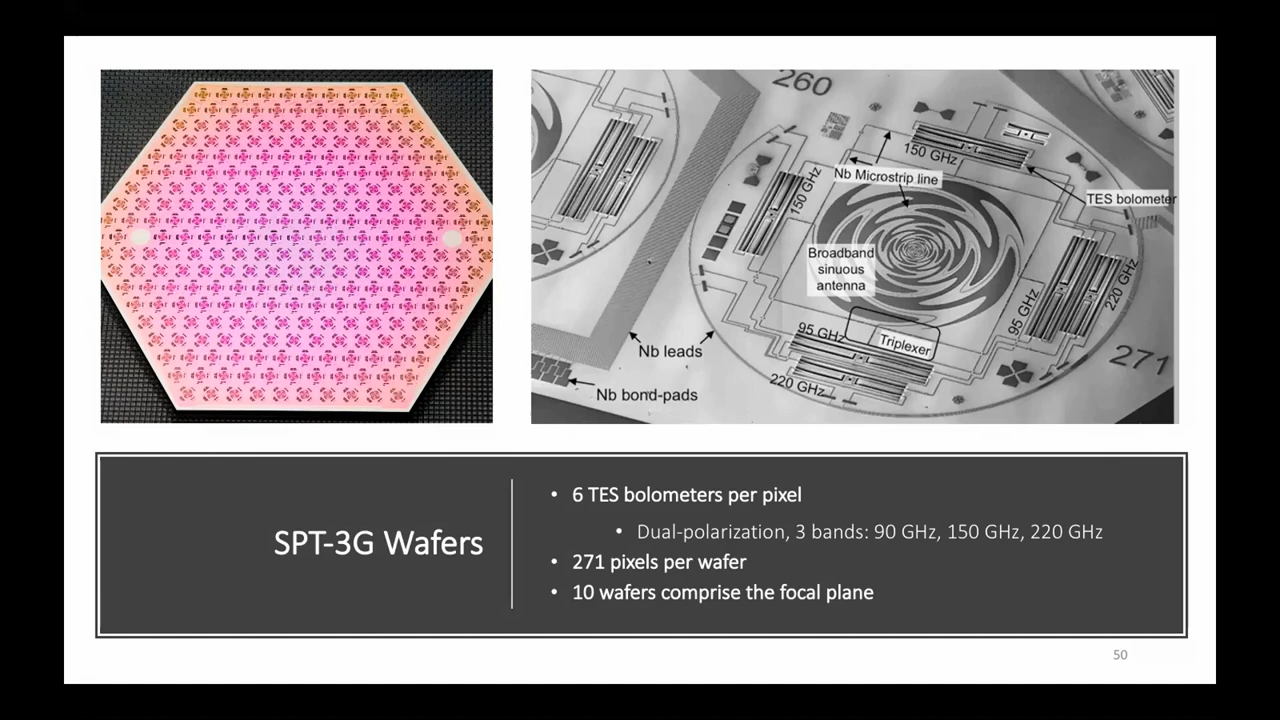 260
150 GHz
Nb Microstrip line
150 GHz
TES bolometer
Broadband
sinuous
antenna
95 GHz
220 GHz
95 GHz
Triplexer
Nb leads
271
220 GHz
Nb bond-pads
SPT-3G Wafers
• 6 TES bolometers per pixel
• Dual-polarization, 3 bands: 90 GHz, 150 GHz, 220 GHz
• 271 pixels per wafer
• 10 wafers comprise the focal plane
50